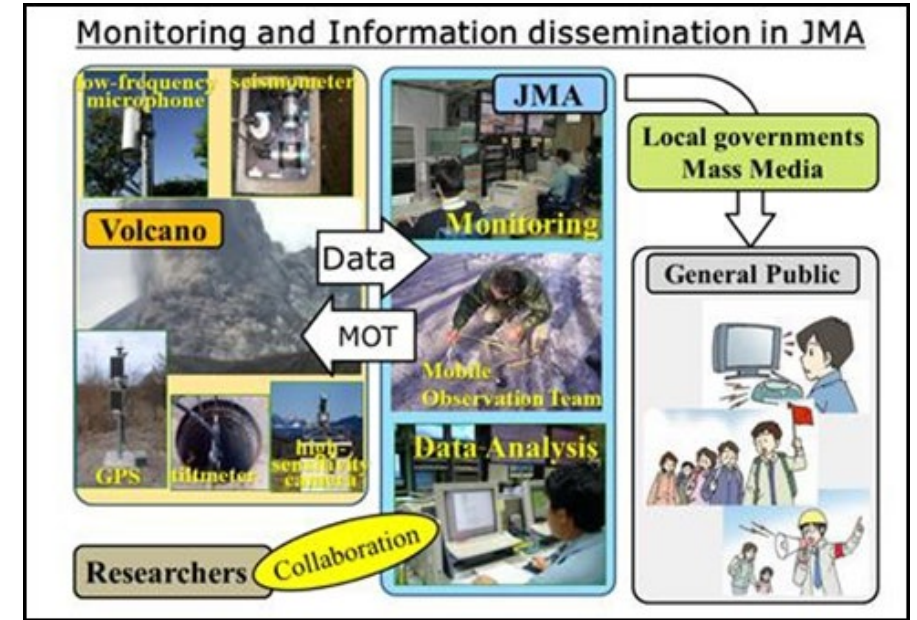 Monitoring and Information dissemination in JMA
low-frequency
microphone
seismometer
Volcano
GPS
tiltmeter
high
sensitivity
camera
Data
MOT
JMA
Monitoring
Mobile
Observation Team
Data Analysis
Researchers
Collaboration
Local governments
Mass Media
General Public